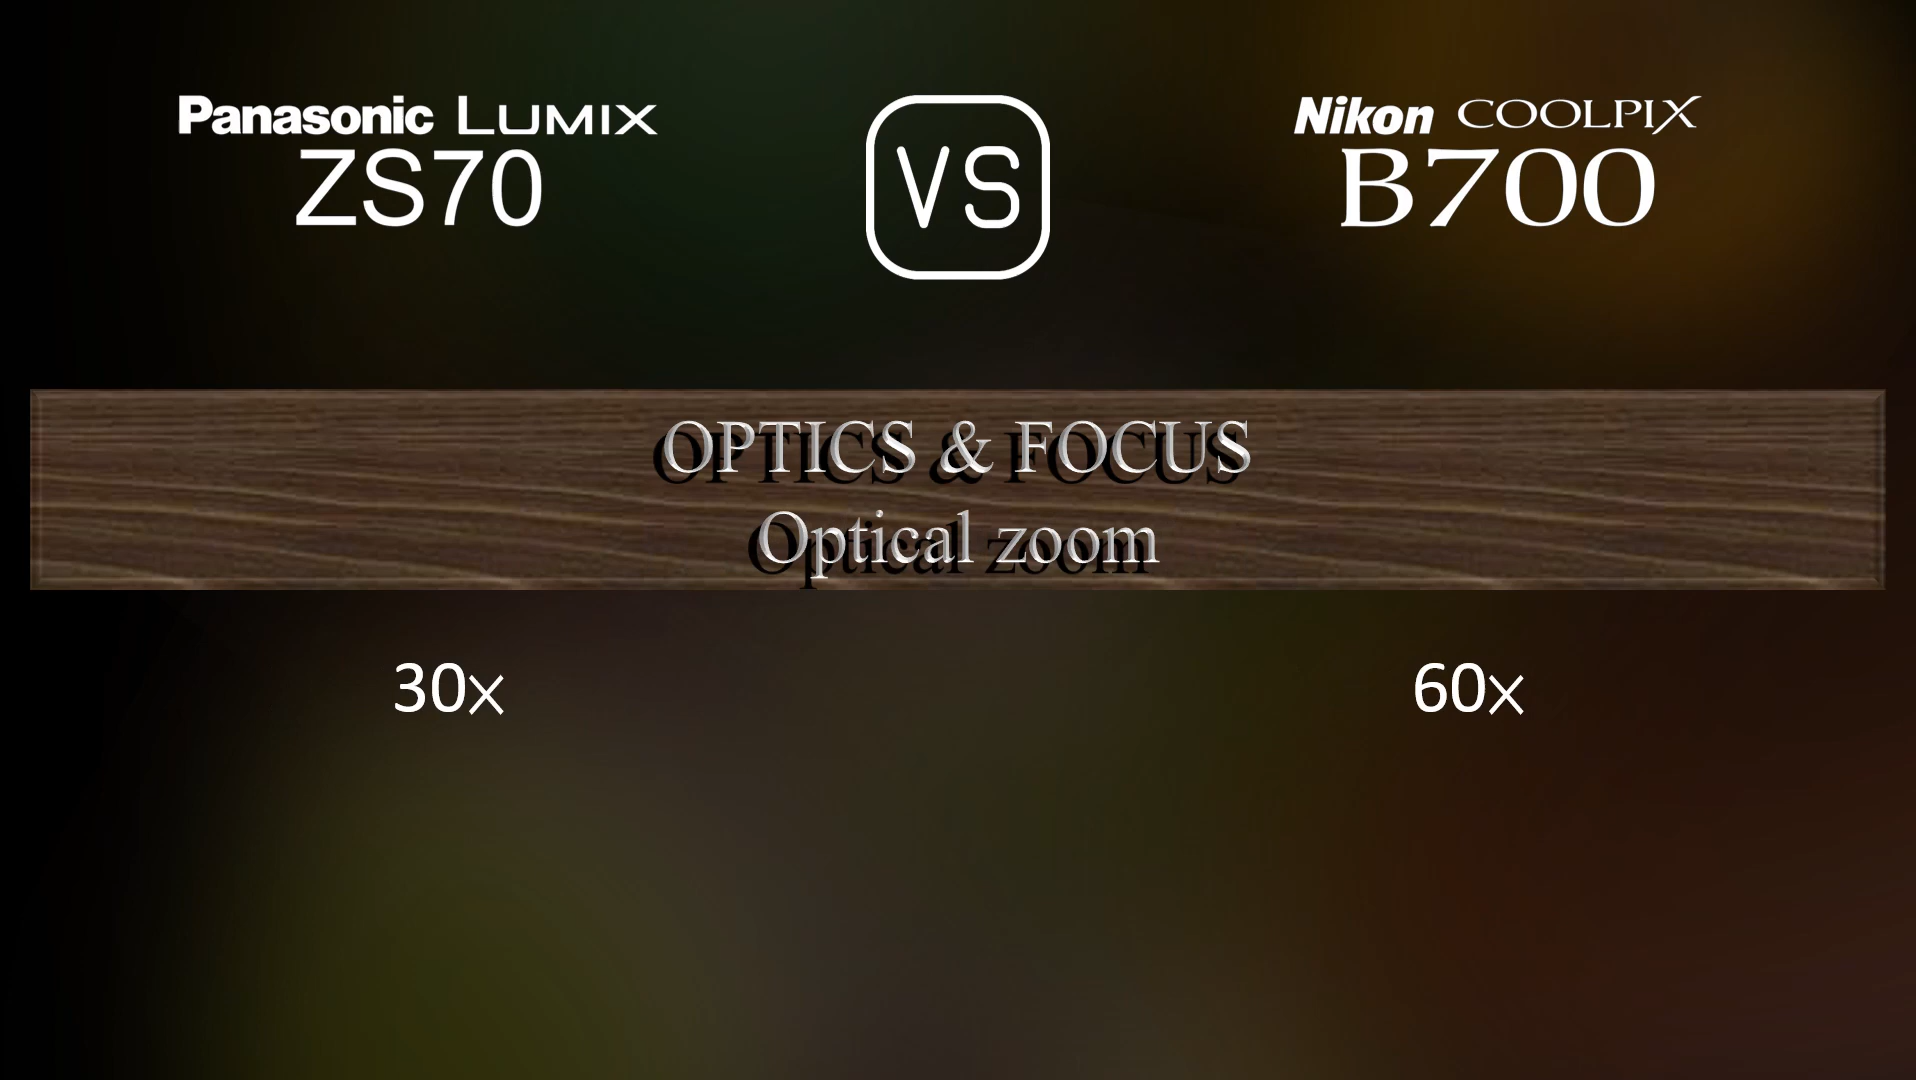 Panasonic LUMIX
ZS70
VS
Nikon COOLPIX
B700
OPTICS & FOCUS
Optical zoom
30x
60x